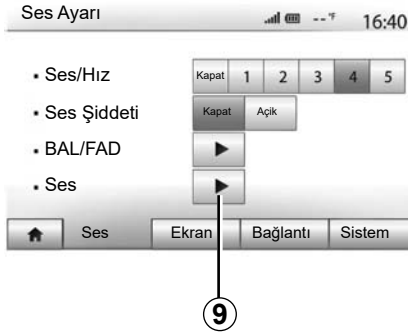 Ses Ayarı -- °F 16:40
Ses/Hız Kapat 1 2 3 4 5
Ses Şiddeti Kapat Açik
BAL/FAD
Ses
Ses Ekran Bağlantı Sistem
9